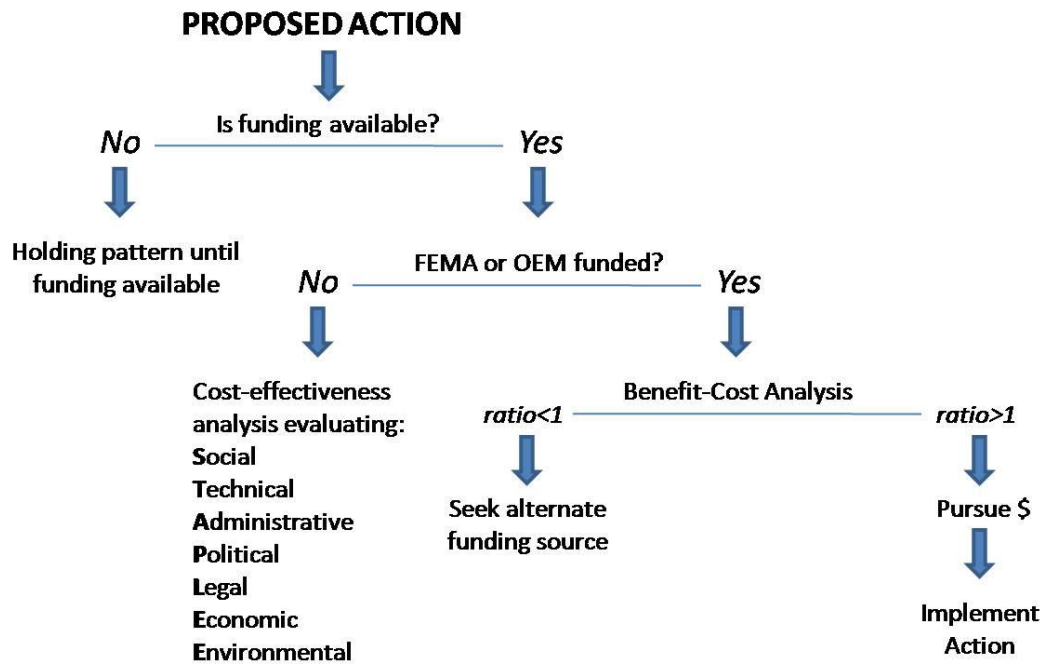 PROPOSED ACTION
Is funding available?
No
Yes
Holding pattern until
funding available
FEMA or OEM funded?
No
Yes
Cost-effectiveness
analysis evaluating:
Social
Technical
Administrative
Political
Legal
Economic
Environmental
Benefit-Cost Analysis
ratio<1
ratio>1
Seek alternate
funding source
Pursue $
Implement
Action